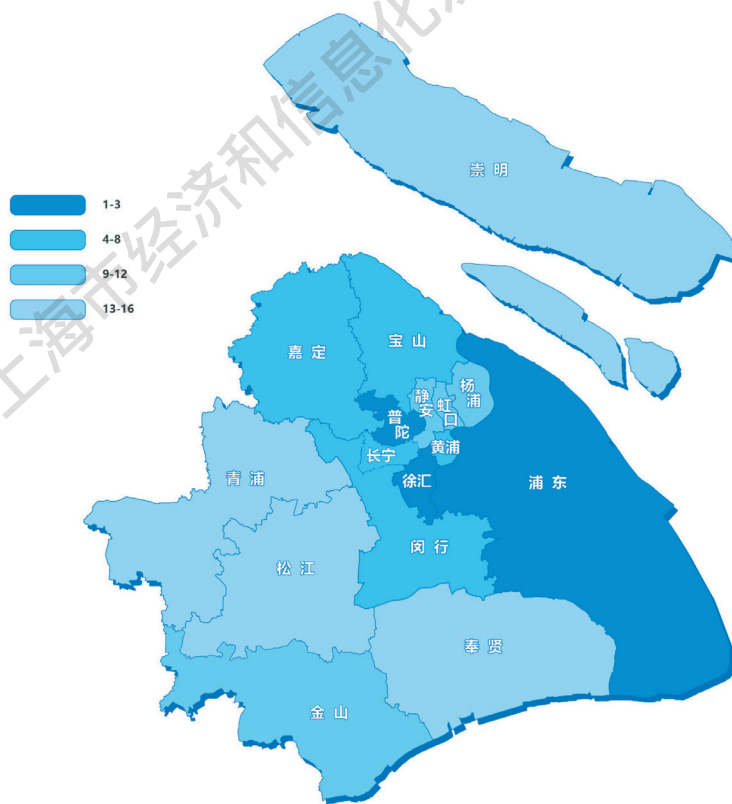 上海市经济和信息化
崇 明
1-3
4-8
9-12
13-16
嘉 定
宝 山
杨
浦
静
安
虹
口
普
陀
黄浦
长宁
徐汇
浦 东
青 浦
闵 行
松 江
奉 贤
金 山